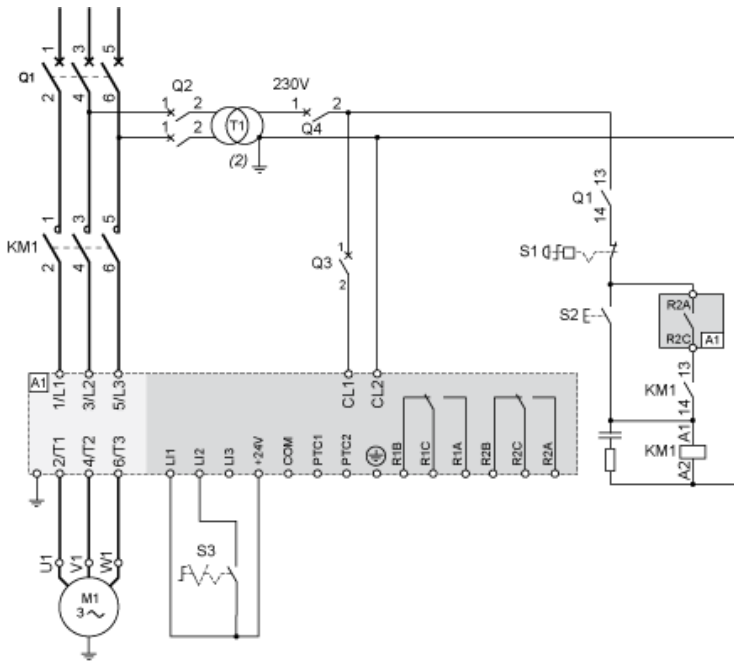 1 3 5
Q1
2 4 6
Q2
1 2
1 2
T1
(2)
230V
1 2
Q4
13
Q1
14
1 3 5
KM1
2 4 6
1
Q3
2
S1
S2
R2A
R2C
A1
13
KM1
14
A1
KM1
A2
A1
1/L1 3/L2 5/L3
CL1 CL2
2/T1 4/T2 6/T3
LI1 LI2 LI3 +24V COM PTC1 PTC2 R1B R1C R1A R2B R2C R2A
S3
U1 V1 W1
M1
3